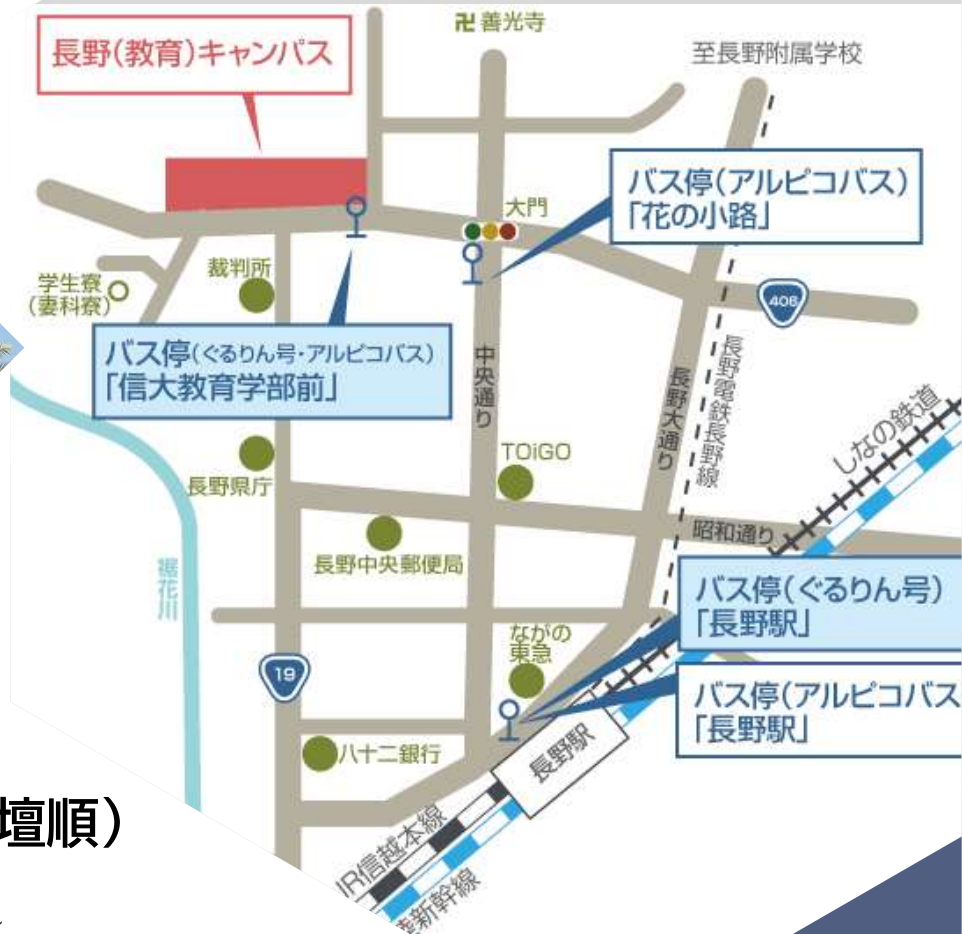 卍善光寺
長野(教育)キャンパス
至長野附属学校
バス停(アルピコバス)
「花の小路」
大門
学生寮
(妻科寮)
裁判所
406
バス停(ぐるりん号・アルピコバス)
「信大教育学部前」
中央通り
長野大通り
長野電鉄長野線
しなの鉄道
TOiGO
長野県庁
昭和通り
長野中央郵便局
裾花川
バス停(ぐるりん号)
「長野駅」
ながの
東急
19
バス停(アルピコバス
「長野駅」
長野駅
八十二銀行
壇順)
JR信越本線
新幹線